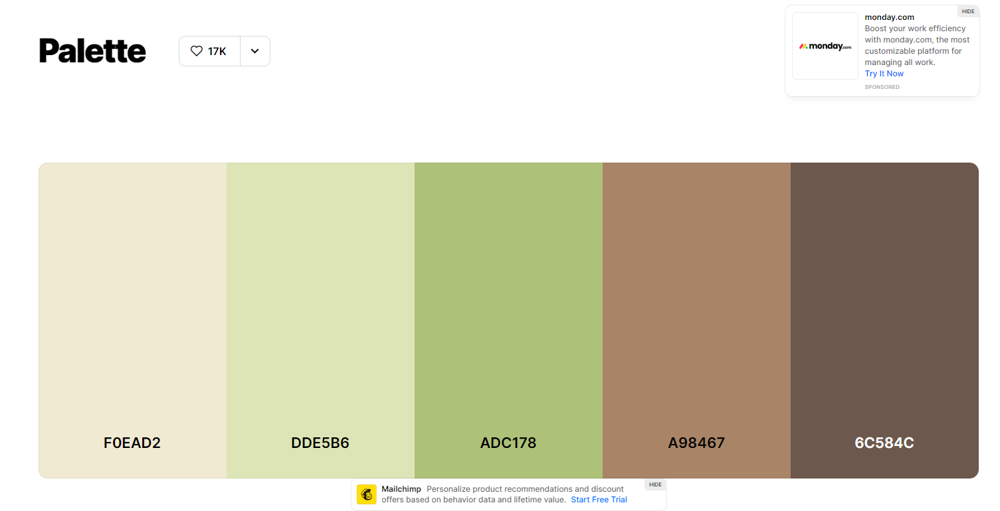 Palette
17K
HIDE
monday.com
monday.com
Boost your work efficiency
with monday.com, the most
customizable platform for
managing all work.
Try It Now
SPONSORED
F0EAD2
DDE5B6
ADC178
A98467
6C584C
HIDE
Mailchimp Personalize product recommendations and discount
offers based on behavior data and lifetime value. Start Free Trial